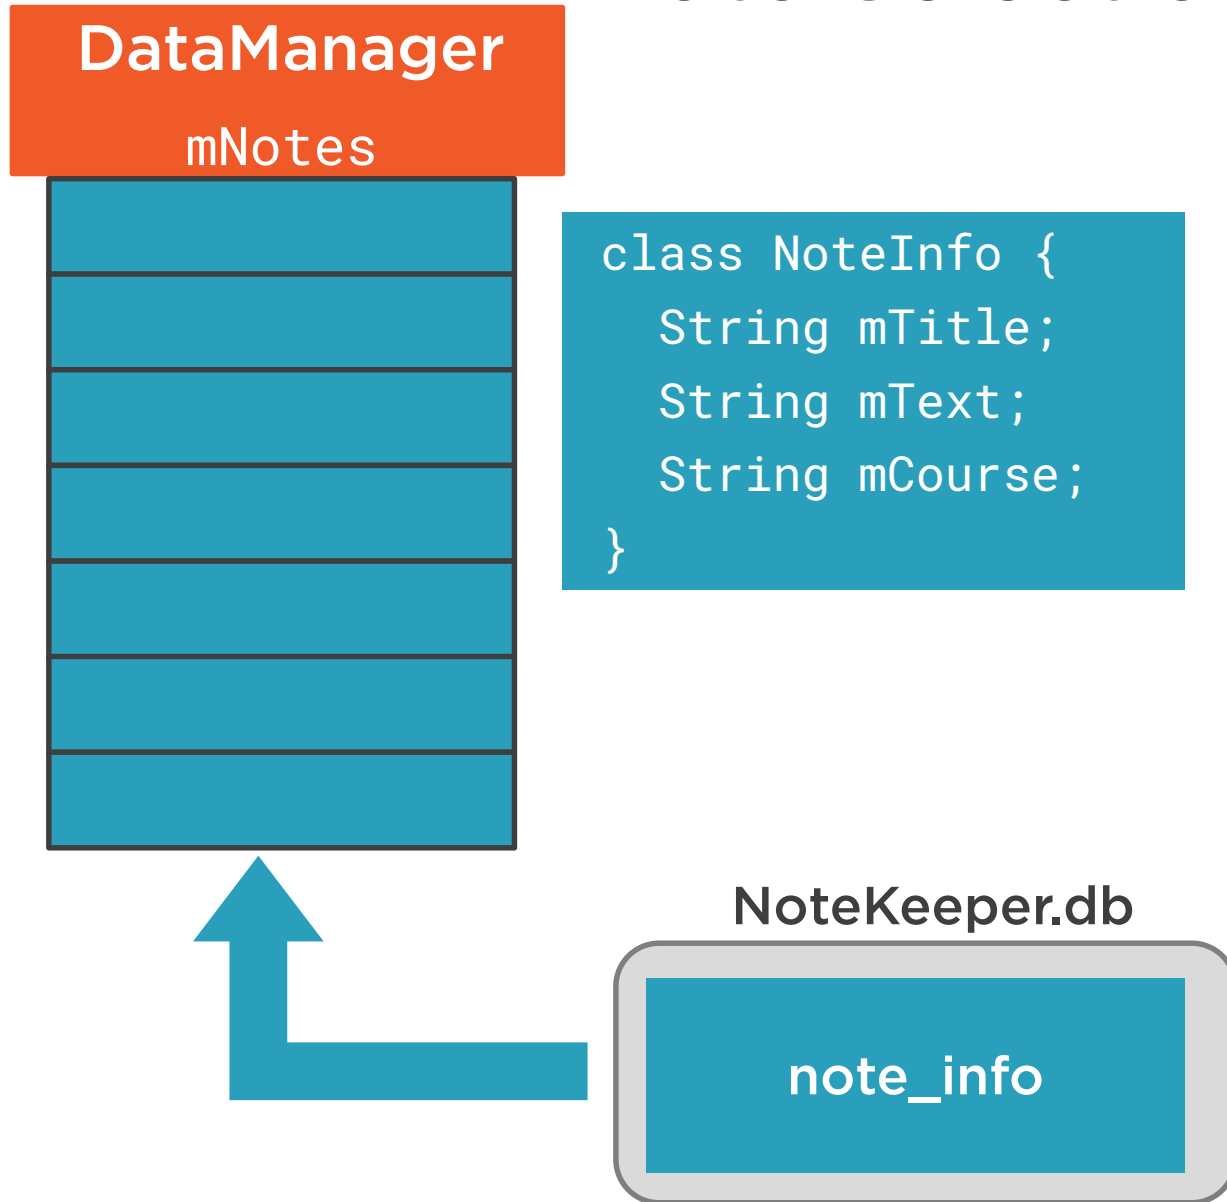 DataManager
mNotes
class NoteInfo {
  String mTitle;
  String mText;
  String mCourse;
}
NoteKeeper.db
note_info